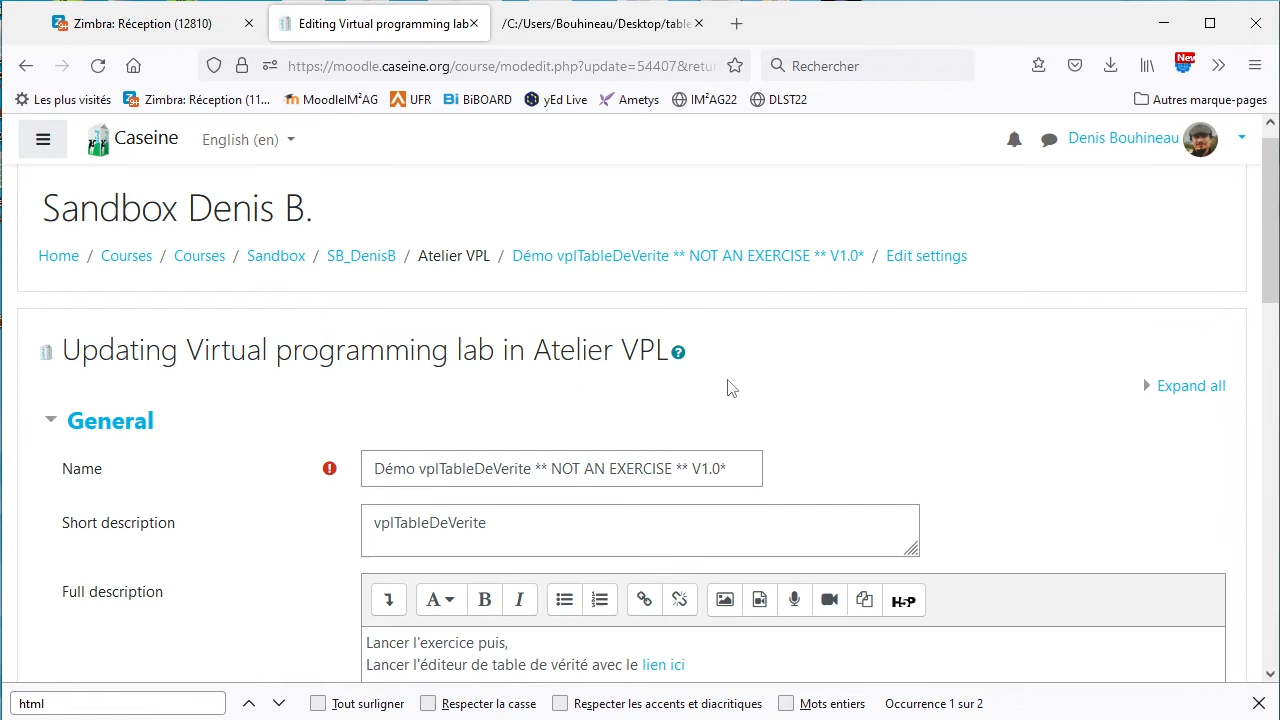 Zimbra: Réception (12810)
Editing Virtual programming lab
/C:/Users/Bouhineau/Desktop/table
https://moodle.caseine.org/course/modedit.php?update=54407&retu
Rechercher
New
Les plus visités
Zimbra: Réception (11...
MoodleIM²AG
UFR
Bi BiBOARD
yEd Live
Ametys
IM²AG22
DLST22
Autres marque-pages
Caseine
English (en)
Denis Bouhineau
Sandbox Denis B.
Home / Courses / Courses / Sandbox / SB_DenisB / Atelier VPL / Démo vplTableDeVerite ** NOT AN EXERCISE ** V1.0* / Edit settings
Updating Virtual programming lab in Atelier VPL
Expand all
General
Name
Démo vplTableDeVerite ** NOT AN EXERCISE ** V1.0*
Short description
vplTableDeVerite
Full description
A B I H5P
Lancer l'exercice puis,
Lancer l'éditeur de table de vérité avec le lien ici
html
Tout surligner
Respecter la casse
Respecter les accents et diacritiques
Mots entiers
Occurrence 1 sur 2